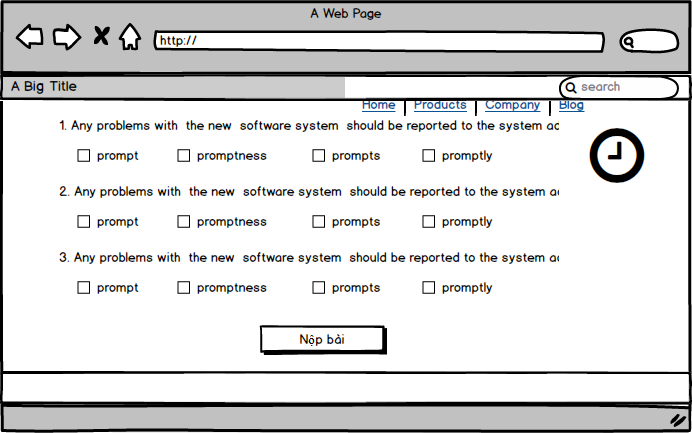 A Web Page
http://
A Big Title
search
Home Products Company Blog
1. Any problems with the new software system should be reported to the system
prompt promptness prompts promptly
2. Any problems with the new software system should be reported to the system
prompt promptness prompts promptly
3. Any problems with the new software system should be reported to the system
prompt promptness prompts promptly
Nộp bài